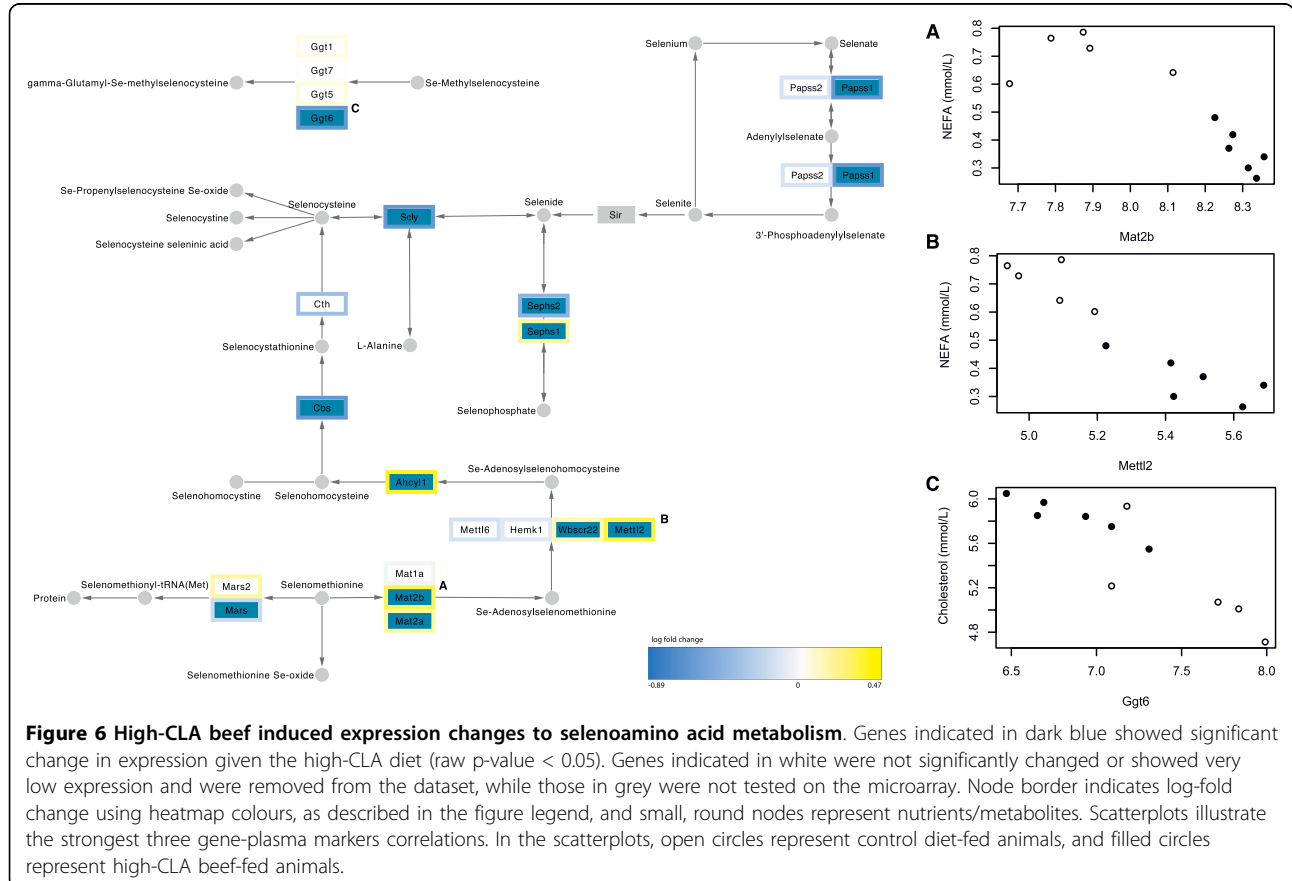 Ggt1
Ggt7
Ggt5
Ggt6
C
gamma-Glutamyl-Se-methylselenocysteine
Se-Methylselenocysteine
Selenium
Selenate
Papss2
Papss1
Adenylylselenate
Papss2
Papss1
3'-Phosphoadenylylselenate
Se-Propenylselenocysteine Se-oxide
Selenocystine
Selenocysteine seleninic acid
Selenocysteine
Scly
Selenide
Sir
Selenite
Cth
Selenocystathionine
L-Alanine
Sephs2
Sephs1
Selenophosphate
Cbs
Selenohomocystine
Selenohomocysteine
Ahcyl1
Se-Adenosylselenohomocysteine
Mettl6
Hemk1
Wbscr22
Mettl2
B
Protein
Selenomethionyl-tRNA(Met)
Mars2
Mars
Selenomethionine
Mat1a
Mat2b
Mat2a
A
Se-Adenosylselenomethionine
Selenomethionine Se-oxide
log fold change
-0.89
0
0.47
A
NEFA (mmol/L)
0.8
0.7
0.6
0.5
0.4
0.3
7.7 7.8 7.9 8.0 8.1 8.2 8.3
Mat2b
B
NEFA (mmol/L)
0.8
0.7
0.6
0.5
0.4
0.3
5.0 5.2 5.4 5.6
Mettl2
C
Cholesterol (mmol/L)
6.0
5.6
5.2
4.8
6.5 7.0 7.5 8.0
Ggt6
Figure 6 High-CLA beef induced expression changes to selenoamino acid metabolism. Genes indicated in dark blue showed significant
change in expression given the high-CLA diet (raw p-value < 0.05). Genes indicated in white were not significantly changed or showed very
low expression and were removed from the dataset, while those in grey were not tested on the microarray. Node border indicates log-fold
change using heatmap colours, as described in the figure legend, and small, round nodes represent nutrients/metabolites. Scatterplots illustrate
the strongest three gene-plasma markers correlations. In the scatterplots, open circles represent control diet-fed animals, and filled circles
represent high-CLA beef-fed animals.